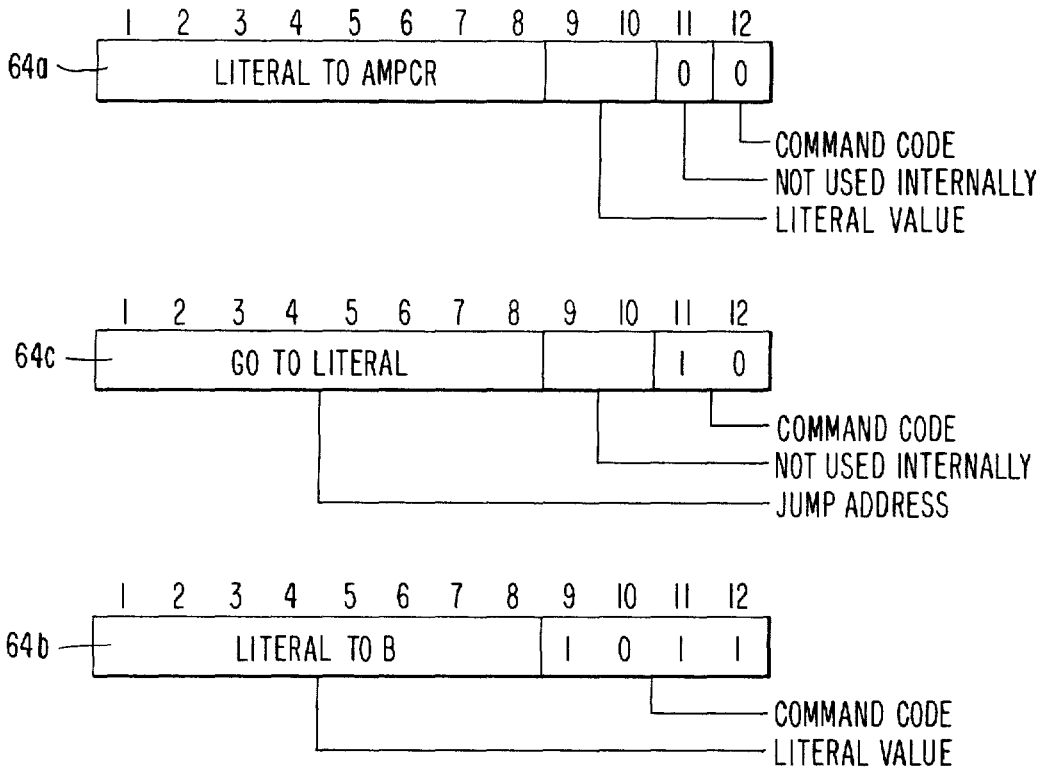 1 2 3 4 5 6 7 8 9 10 11 12
64a LITERAL TO AMPCR 0 0
COMMAND CODE
NOT USED INTERNALLY
LITERAL VALUE
1 2 3 4 5 6 7 8 9 10 11 12
64c GO TO LITERAL 1 0
COMMAND CODE
NOT USED INTERNALLY
JUMP ADDRESS
1 2 3 4 5 6 7 8 9 10 11 12
64b LITERAL TO B 1 0 1 1
COMMAND CODE
LITERAL VALUE